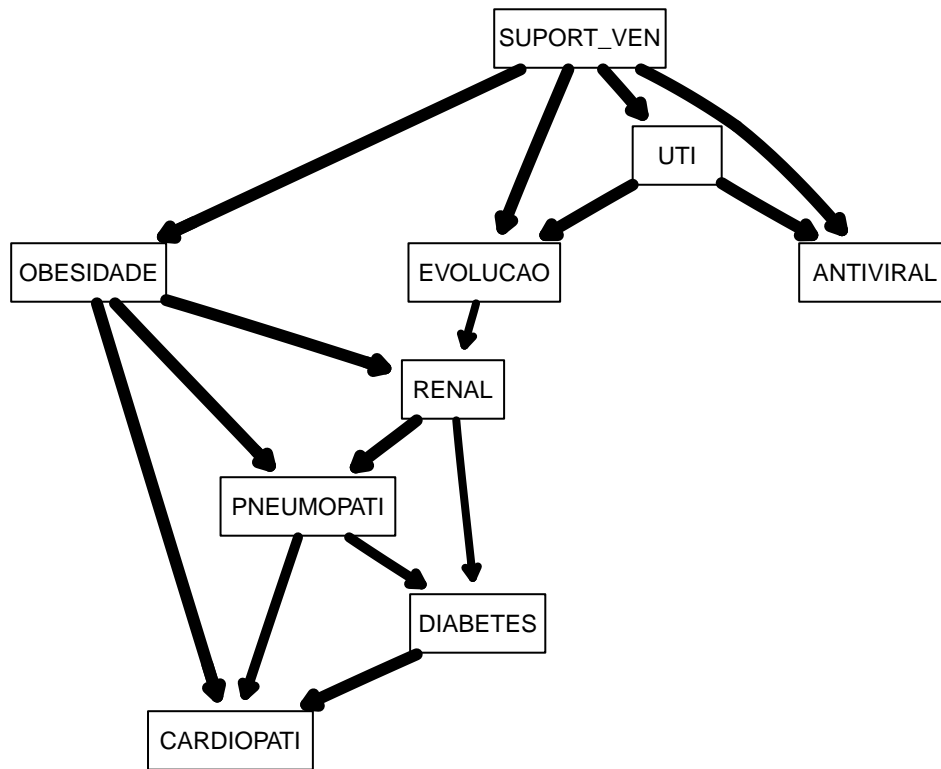 SUPORT_VEN
UTI
OBESIDADE
EVOLUCAO
ANTIVIRAL
RENAL
PNEUMOPATI
DIABETES
CARDIOPATI